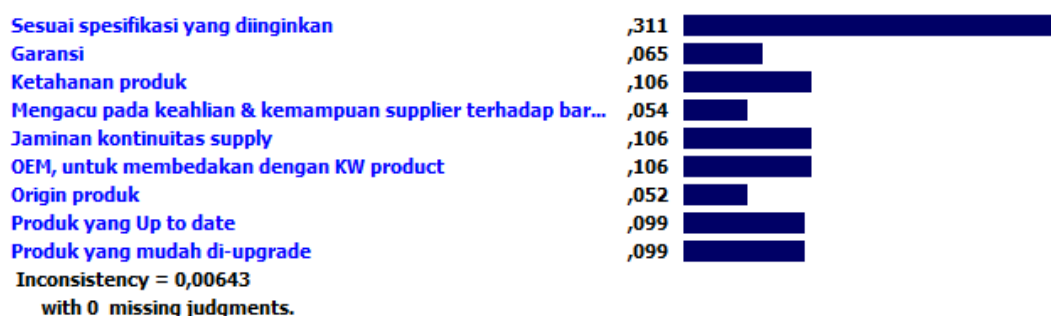 Sesuai spesifikasi yang diinginkan ,311
Garansi ,065
Ketahanan produk ,106
Mengacu pada keahlian & kemampuan supplier terhadap bar... ,054
Jaminan kontinuitas supply ,106
OEM, untuk membedakan dengan KW product ,106
Origin produk ,052
Produk yang Up to date ,099
Produk yang mudah di-upgrade ,099
Inconsistency = 0,00643
with 0 missing judgments.